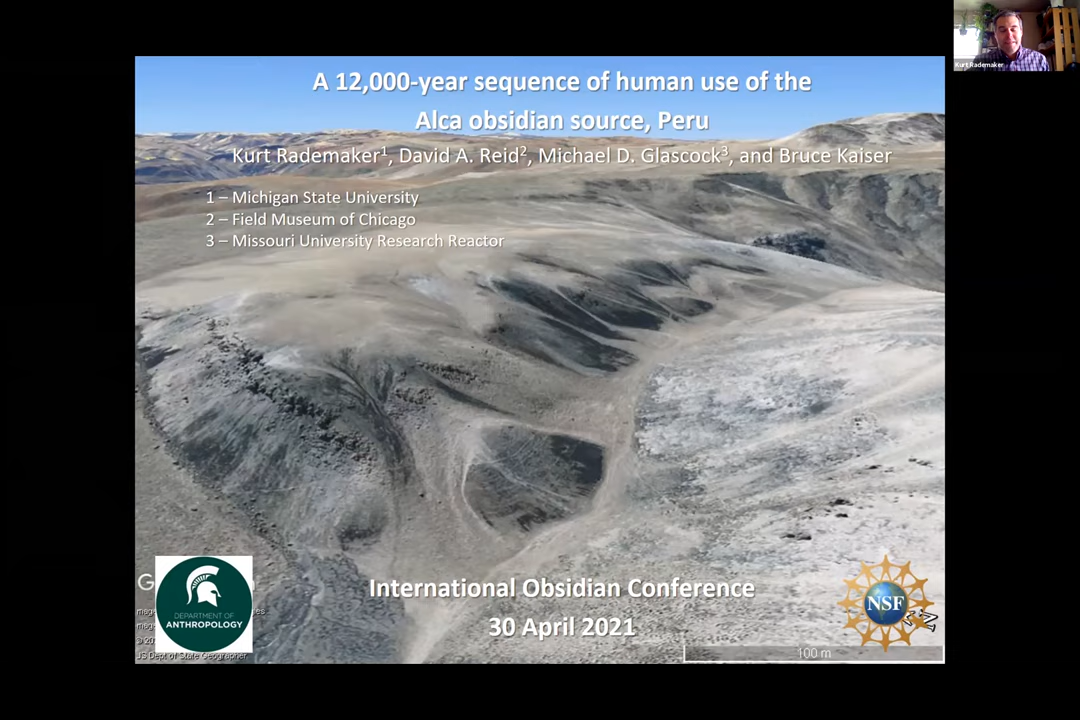 Kurt Rademaker
A 12,000-year sequence of human use of the
Alca obsidian source, Peru
Kurt Rademaker1, David A. Reid2, Michael D. Glascock3, and Bruce Kaiser
1 – Michigan State University
2 – Field Museum of Chicago
3 – Missouri University Research Reactor
International Obsidian Conference
30 April 2021
DEPARTMENT OF
ANTHROPOLOGY
NSF
US Dept of State Geographer
100 m